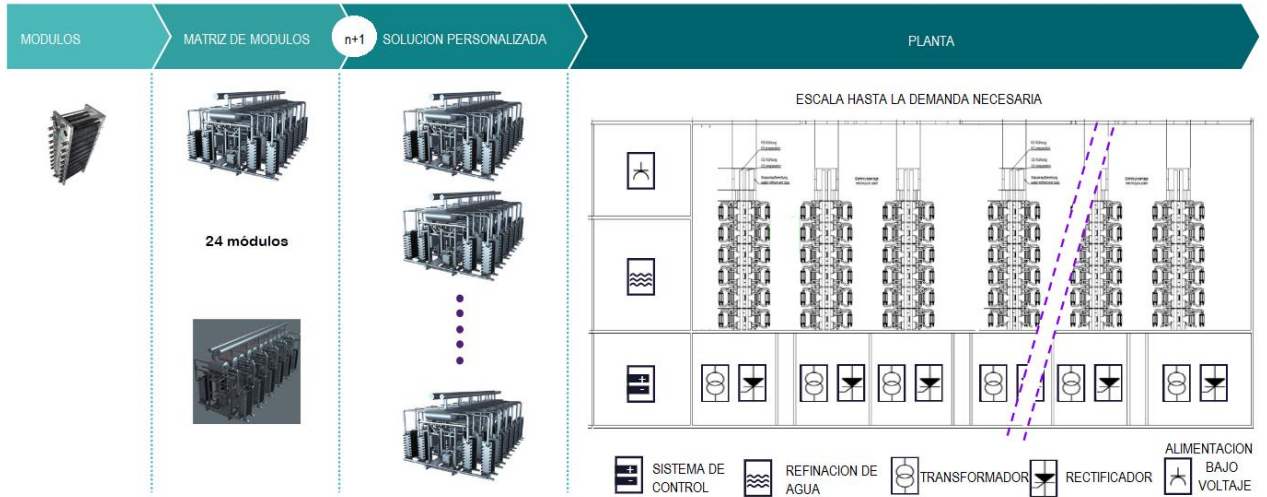 MODULOS
MATRIZ DE MODULOS
n+1
SOLUCION PERSONALIZADA
PLANTA
24 módulos
ESCALA HASTA LA DEMANDA NECESARIA
SISTEMA DE
CONTROL
REFINACION DE
AGUA
TRANSFORMADOR
RECTIFICADOR
ALIMENTACION
BAJO
VOLTAJE